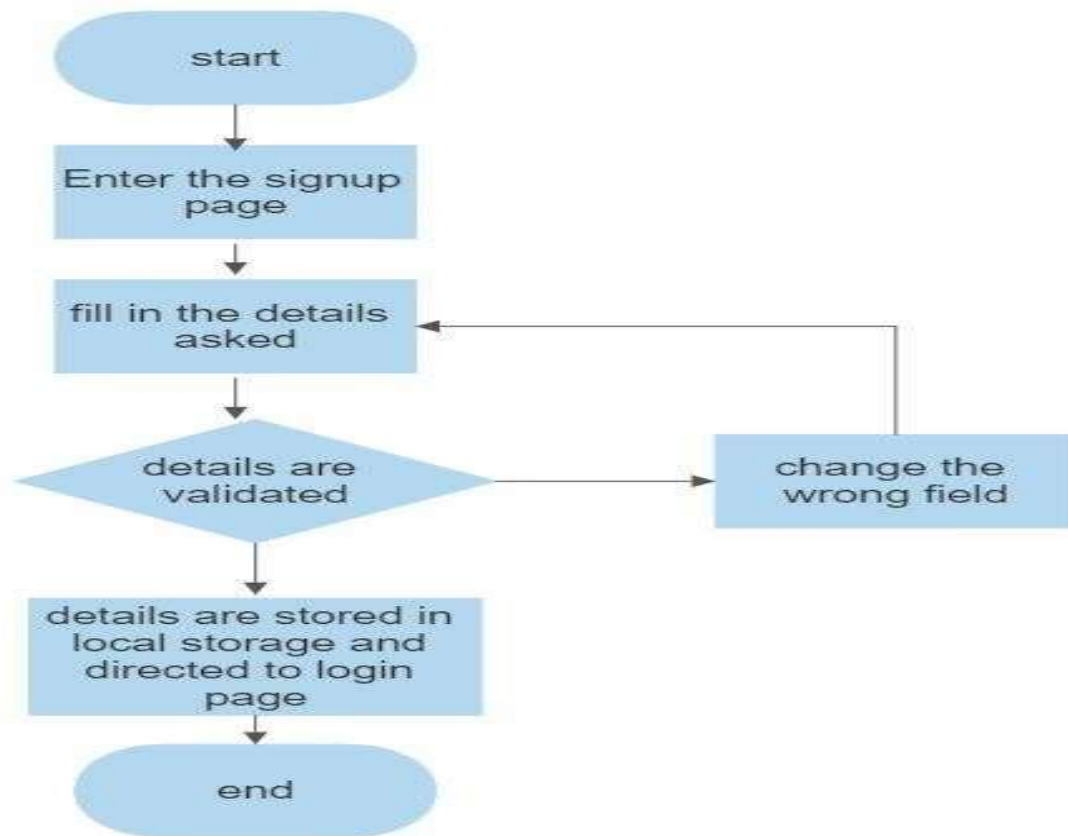 start
Enter the signup
page
fill in the details
asked
details are
validated
change the
wrong field
details are stored in
local storage and
directed to login
page
end